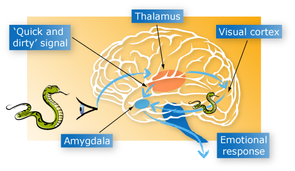 Thalamus
'Quick and
dirty' signal
Visual cortex
Amygdala
Emotional
response